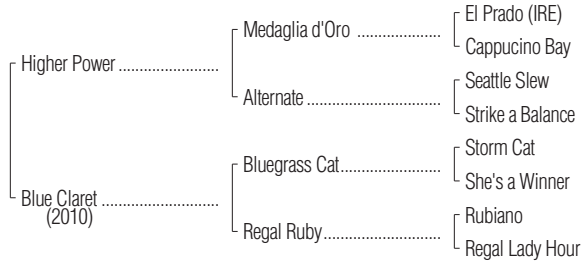 El Prado (IRE)
Medaglia d'Oro ..................
Cappucino Bay
Higher Power ......................
Seattle Slew
Alternate ..............................
Strike a Balance
Storm Cat
Bluegrass Cat......................
She's a Winner
Blue Claret ..........................
(2010)
Rubiano
Regal Ruby..........................
Regal Lady Hour